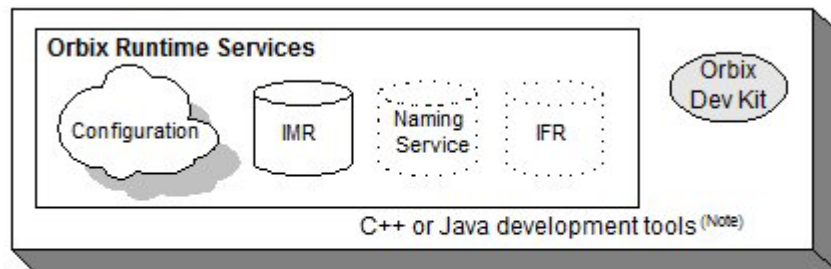 Orbix Runtime Services
Configuration
IMR
Naming
Service
IFR
Orbix
Dev Kit
C++ or Java development tools (Note)